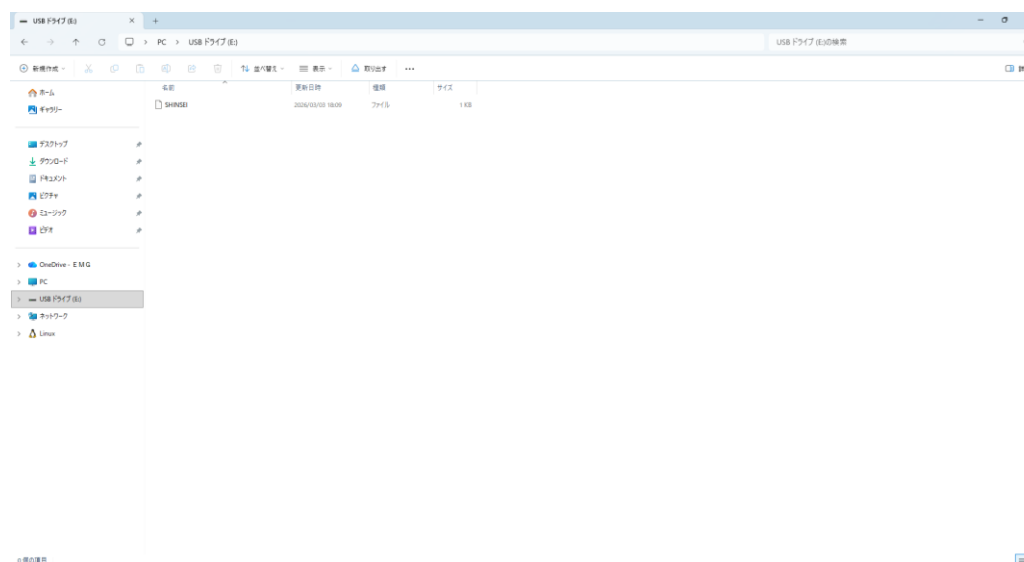 USB ドライブ (E:)
PC > USB ドライブ (E:)
USB ドライブ (E:)の検索
新規作成
並べ替え
表示
取り出す
名前 更新日時 種類 サイズ
SHINSEI 2026/03/03 18:09 ファイル 1 KB
ホーム
ギャラリー
デスクトップ
ダウンロード
ドキュメント
ピクチャ
ミュージック
ビデオ
OneDrive - E M G
PC
USB ドライブ (E:)
ネットワーク
Linux
個の項目